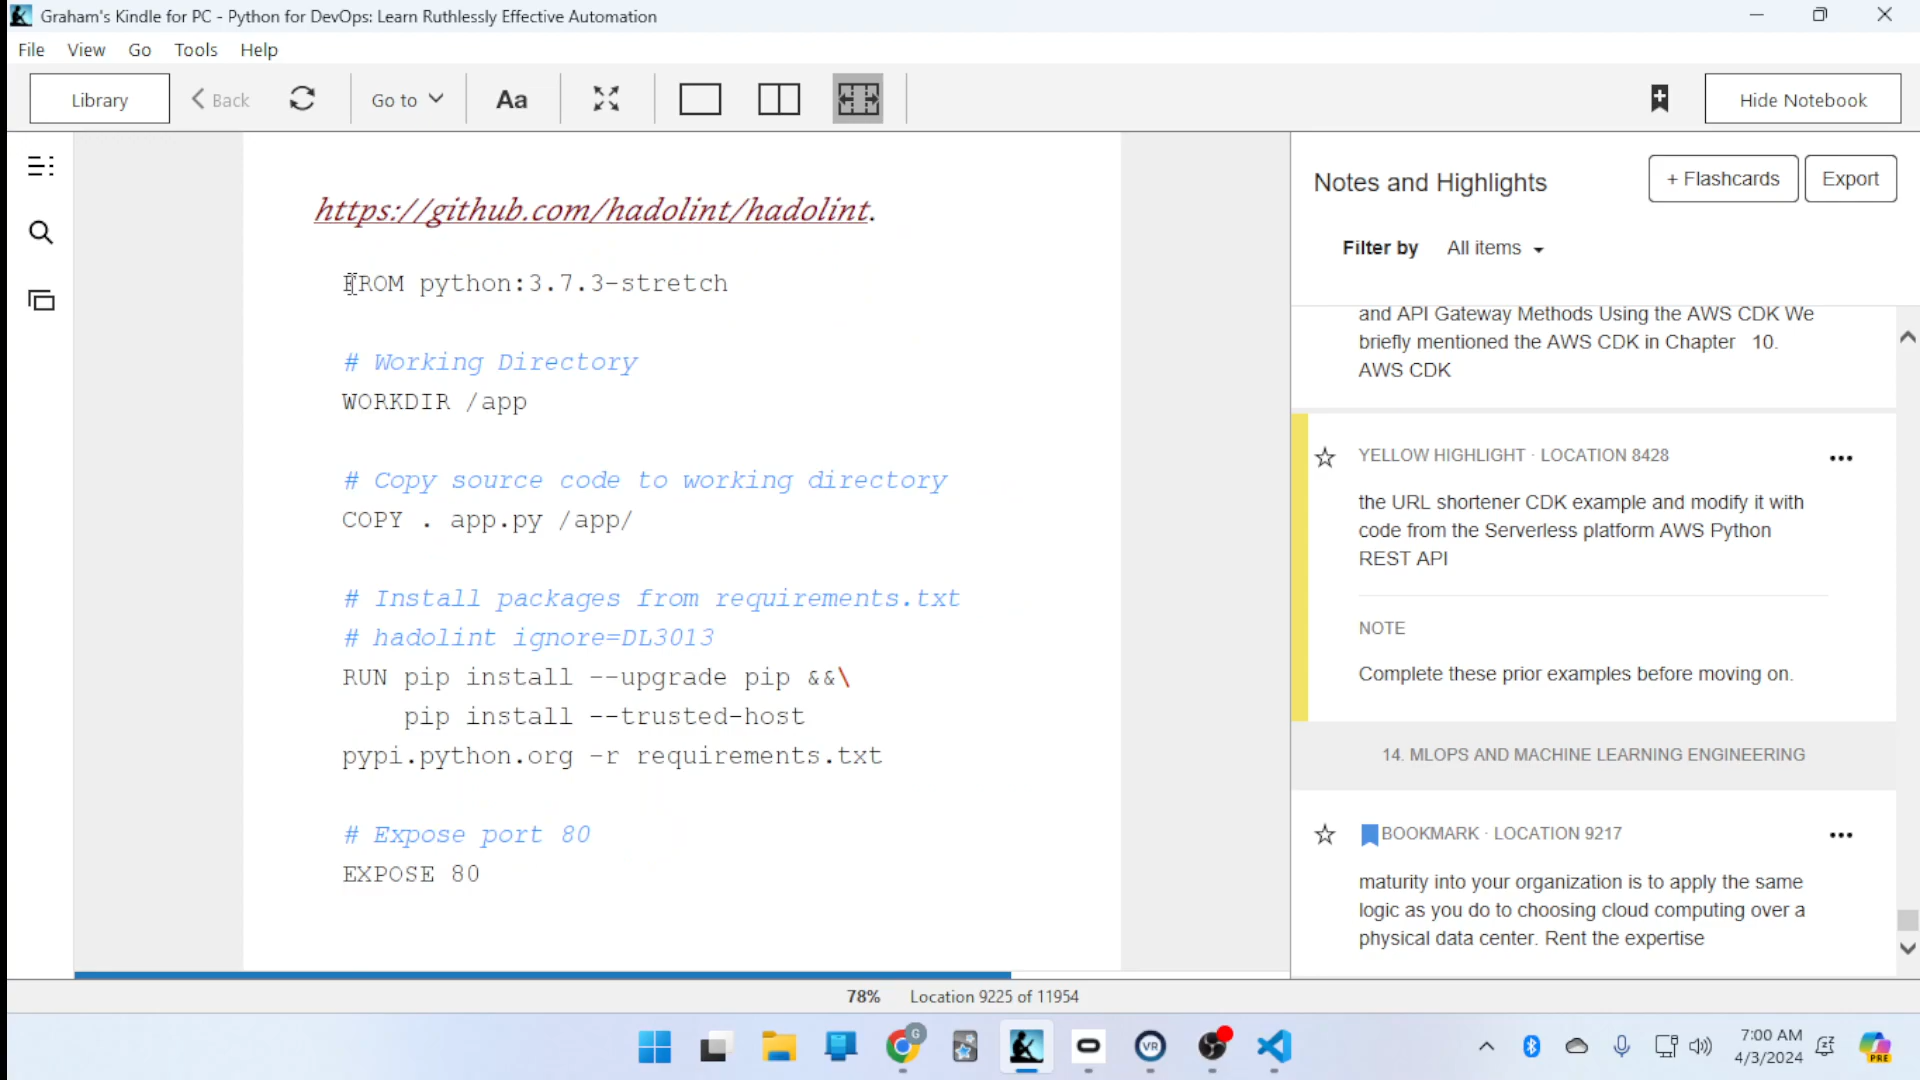 Graham's Kindle for PC - Python for DevOps: Learn Ruthlessly Effective Automation
File View Go Tools Help
Library Back Go to Aa Hide Notebook
https://github.com/hadolint/hadolint.
FROM python:3.7.3-stretch
# Working Directory
WORKDIR /app
# Copy source code to working directory
COPY . app.py /app/
# Install packages from requirements.txt
# hadolint ignore=DL3013
RUN pip install --upgrade pip &&\
pip install --trusted-host
pypi.python.org -r requirements.txt
# Expose port 80
EXPOSE 80
Notes and Highlights + Flashcards Export
Filter by All items
and API Gateway Methods Using the AWS CDK We
briefly mentioned the AWS CDK in Chapter 10.
AWS CDK
YELLOW HIGHLIGHT · LOCATION 8428
the URL shortener CDK example and modify it with
code from the Serverless platform AWS Python
REST API
NOTE
Complete these prior examples before moving on.
14. MLOPS AND MACHINE LEARNING ENGINEERING
BOOKMARK · LOCATION 9217
maturity into your organization is to apply the same
logic as you do to choosing cloud computing over a
physical data center. Rent the expertise
78% Location 9225 of 11954
G
VR
7:00 AM
4/3/2024
PRE